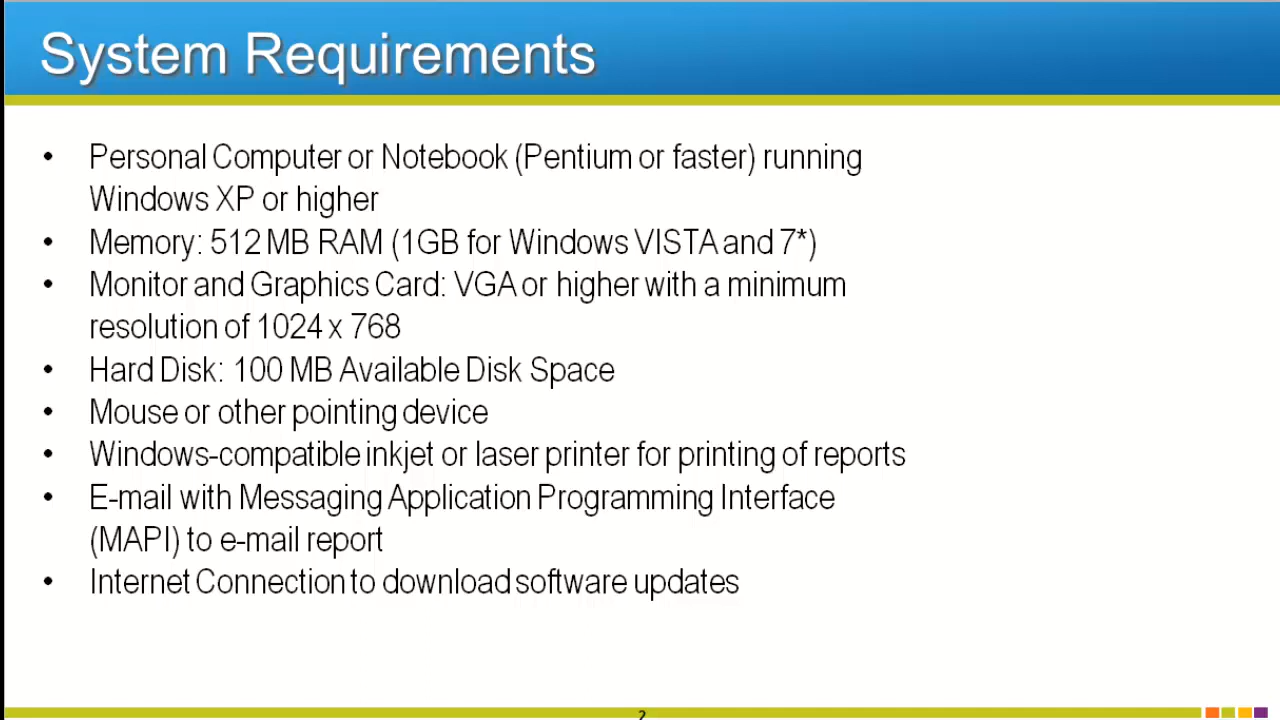 System Requirements
• Personal Computer or Notebook (Pentium or faster) running
Windows XP or higher
• Memory: 512 MB RAM (1GB for Windows VISTA and 7*)
• Monitor and Graphics Card: VGA or higher with a minimum
resolution of 1024 x 768
• Hard Disk: 100 MB Available Disk Space
• Mouse or other pointing device
• Windows-compatible inkjet or laser printer for printing of reports
• E-mail with Messaging Application Programming Interface
(MAPI) to e-mail report
• Internet Connection to download software updates
2